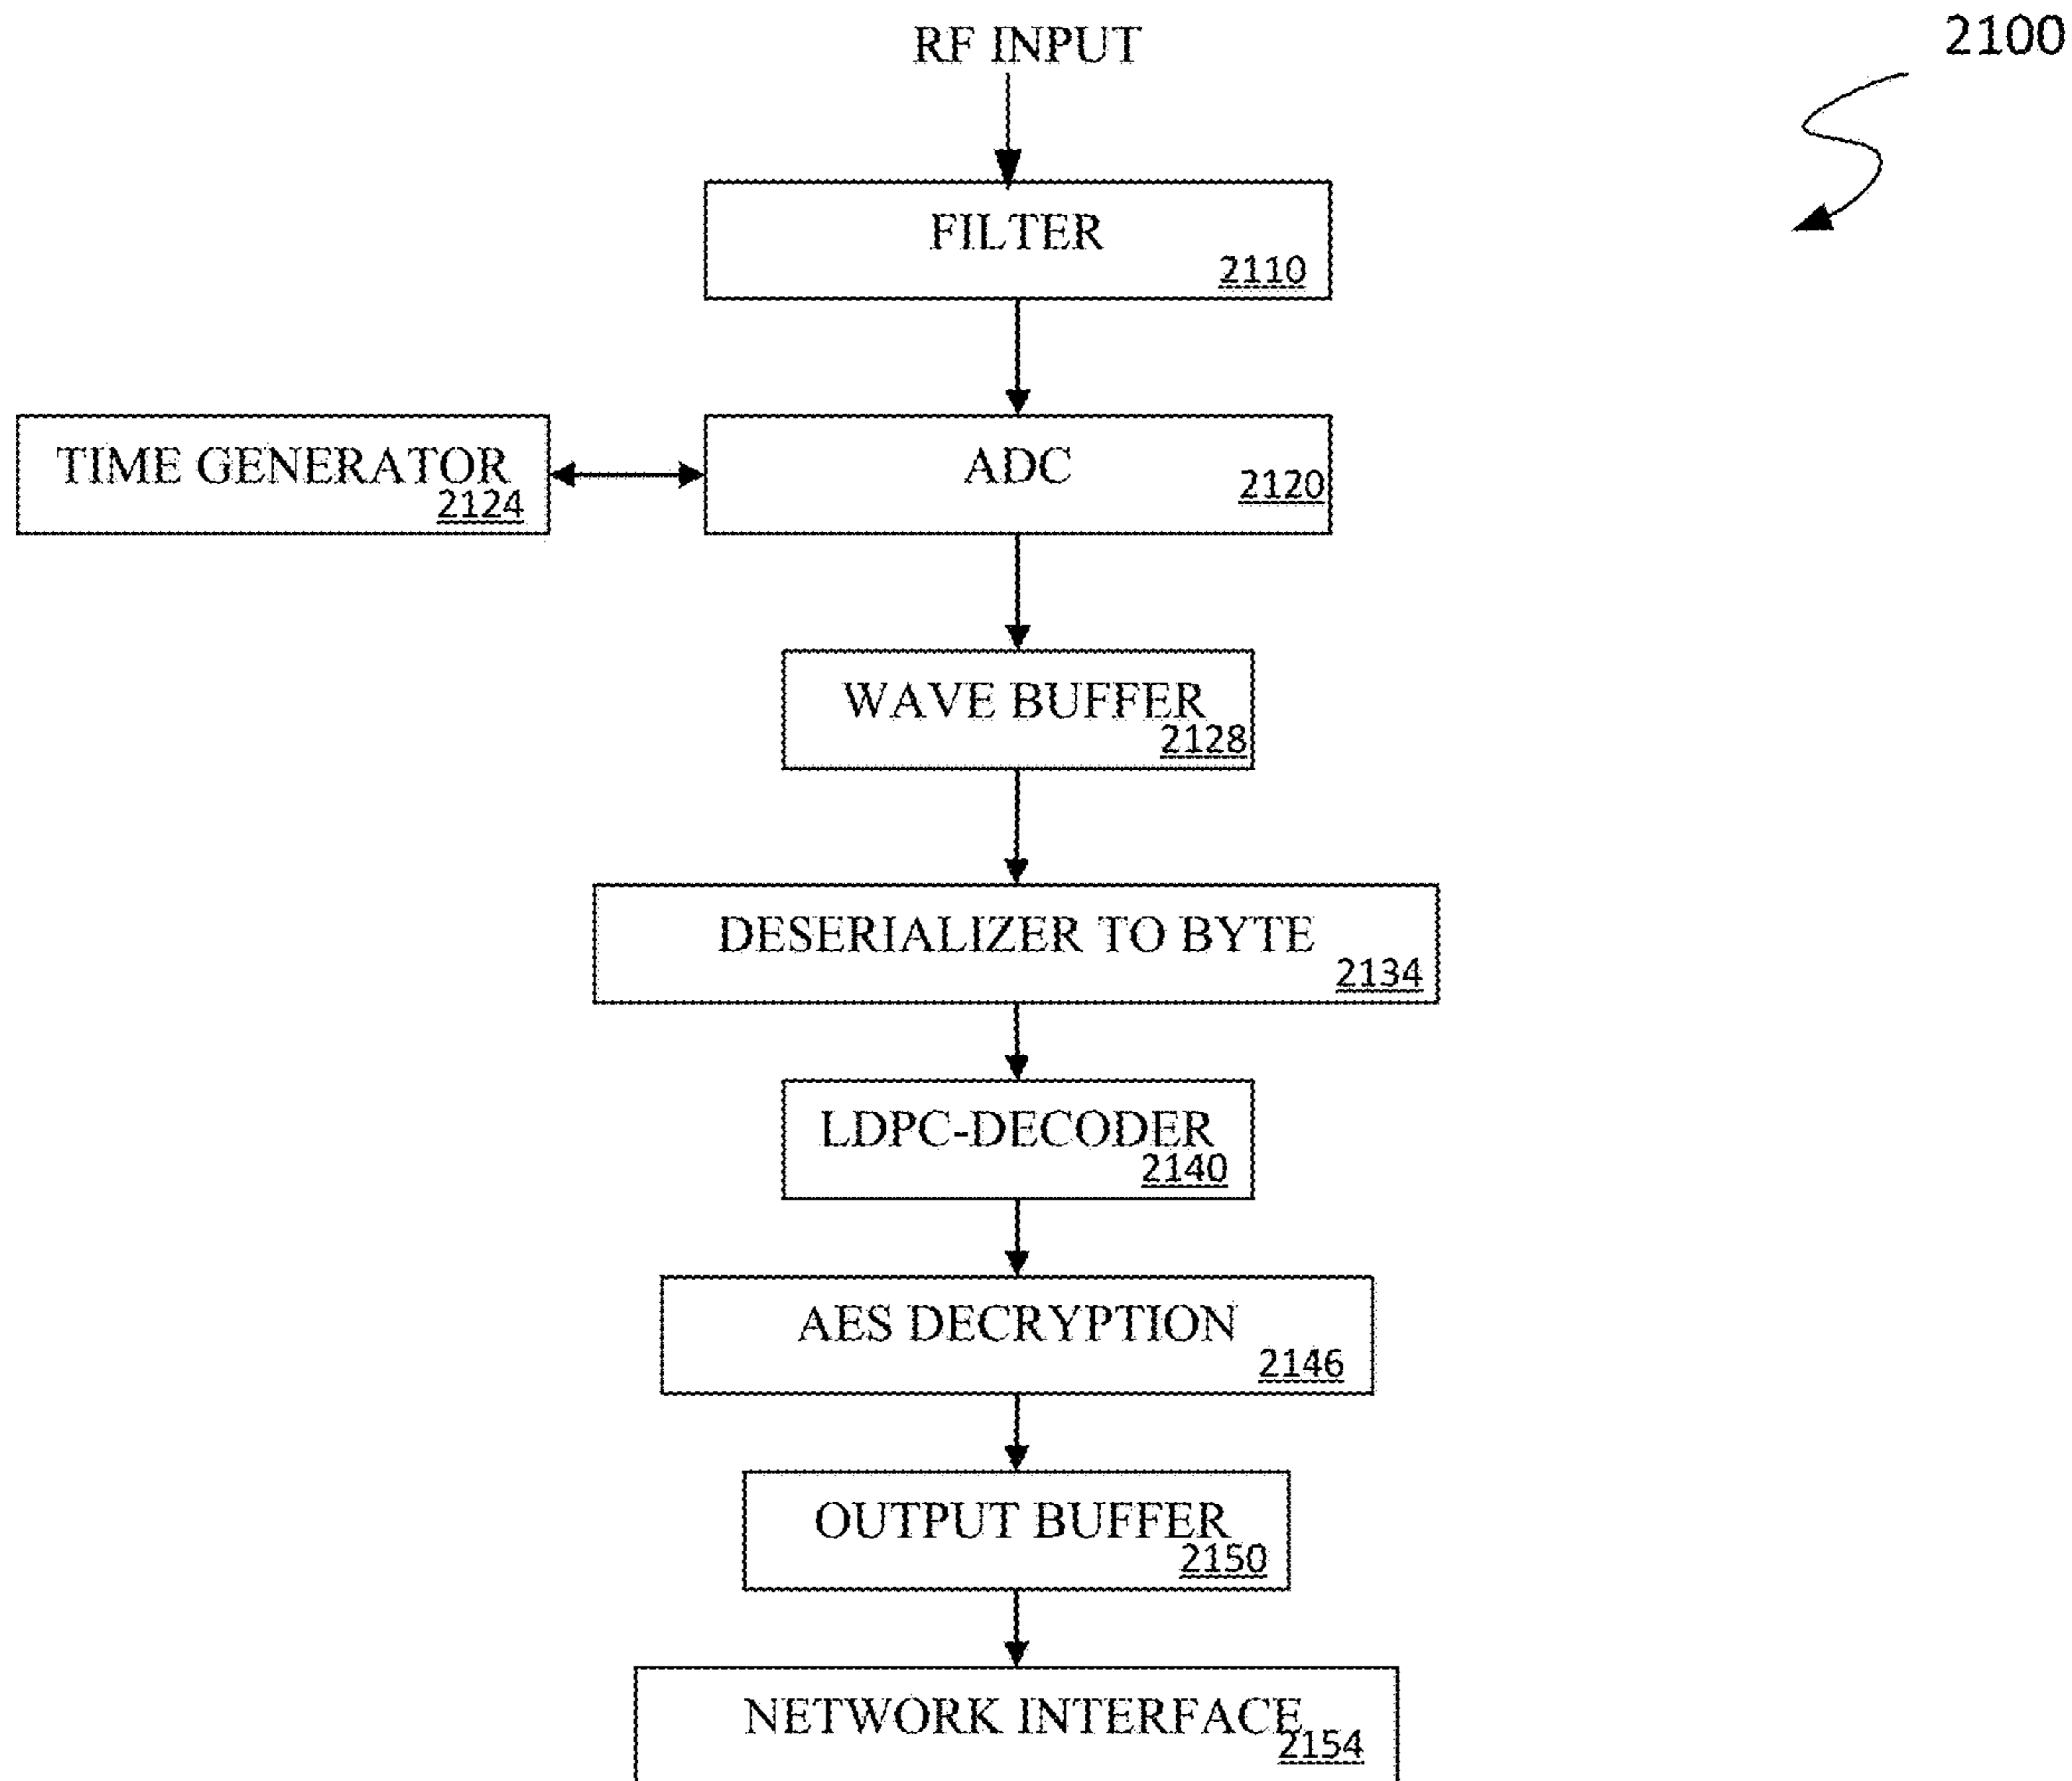 RF INPUT
2100
FILTER
2110
TIME GENERATOR
2124
ADC
2120
WAVE BUFFER
2128
DESERIALIZER TO BYTE
2134
LDPC-DECODER
2140
AES DECRYPTION
2146
OUTPUT BUFFER
2150
NETWORK INTERFACE
2154